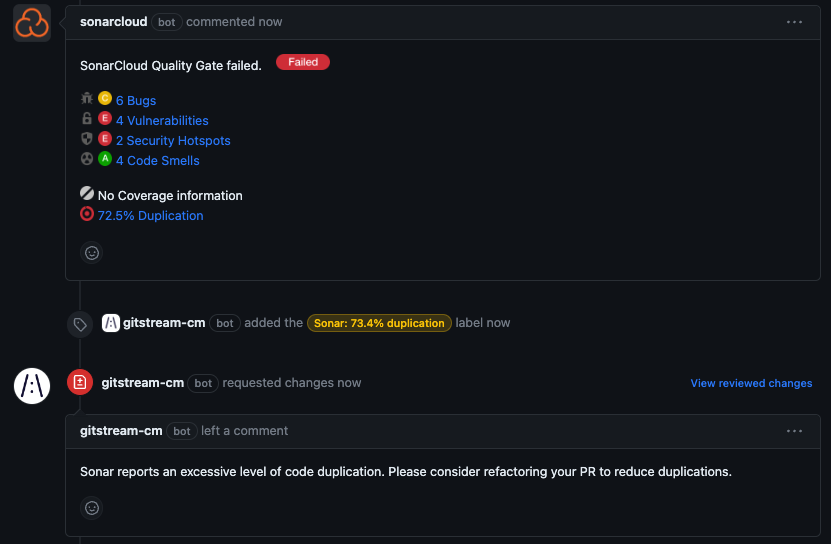 sonarcloud bot commented now ...
SonarCloud Quality Gate failed. Failed
C 6 Bugs
E 4 Vulnerabilities
E 2 Security Hotspots
A 4 Code Smells
No Coverage information
72.5% Duplication
gitstream-cm bot added the Sonar: 73.4% duplication label now
gitstream-cm bot requested changes now View reviewed changes
gitstream-cm bot left a comment ...
Sonar reports an excessive level of code duplication. Please consider refactoring your PR to reduce duplications.